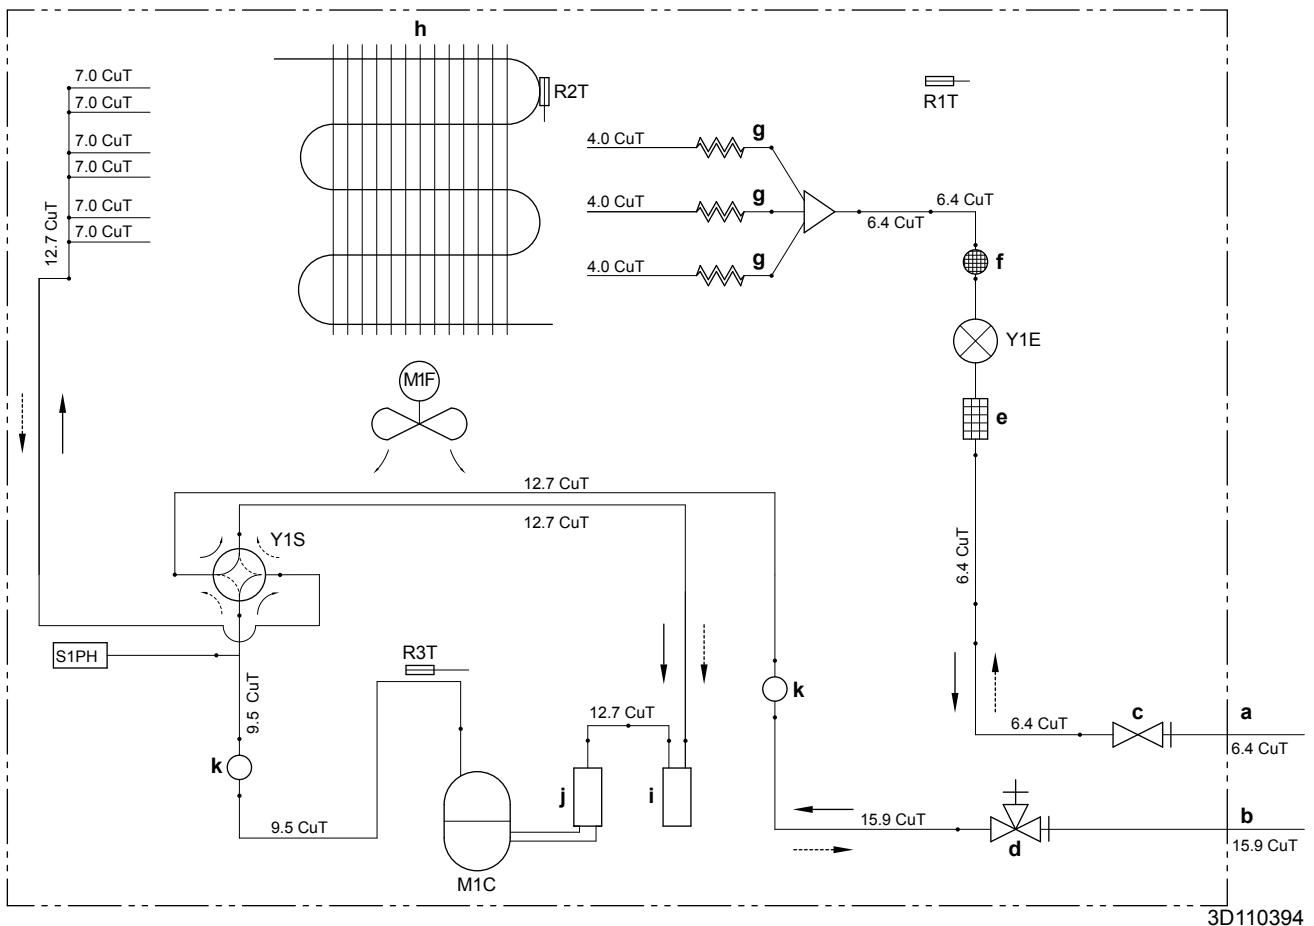 h
7.0 CuT
7.0 CuT
7.0 CuT
7.0 CuT
7.0 CuT
7.0 CuT
12.7 CuT
R2T
R1T
4.0 CuT
g
4.0 CuT
g
4.0 CuT
g
6.4 CuT
6.4 CuT
f
Y1E
e
M1F
12.7 CuT
12.7 CuT
Y1S
6.4 CuT
S1PH
R3T
9.5 CuT
k
k
12.7 CuT
6.4 CuT
c
a
6.4 CuT
j
i
9.5 CuT
M1C
15.9 CuT
d
b
15.9 CuT
3D110394